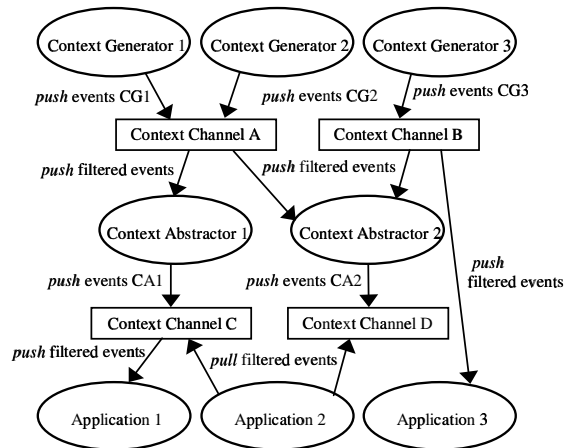 Context Generator 1
Context Generator 2
Context Generator 3
push events CG1
push events CG2
push events CG3
Context Channel A
Context Channel B
push filtered events
push filtered events
Context Abstractor 1
Context Abstractor 2
push
filtered events
push events CA1
push events CA2
Context Channel C
Context Channel D
push filtered events
pull filtered events
Application 1
Application 2
Application 3